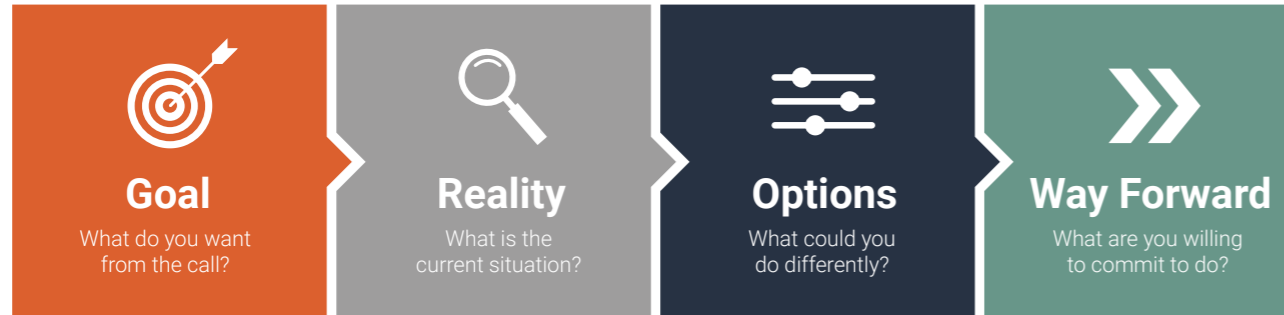 Goal
What do you want
from the call?
Reality
What is the
current situation?
Options
What could you
do differently?
Way Forward
What are you willing
to commit to do?